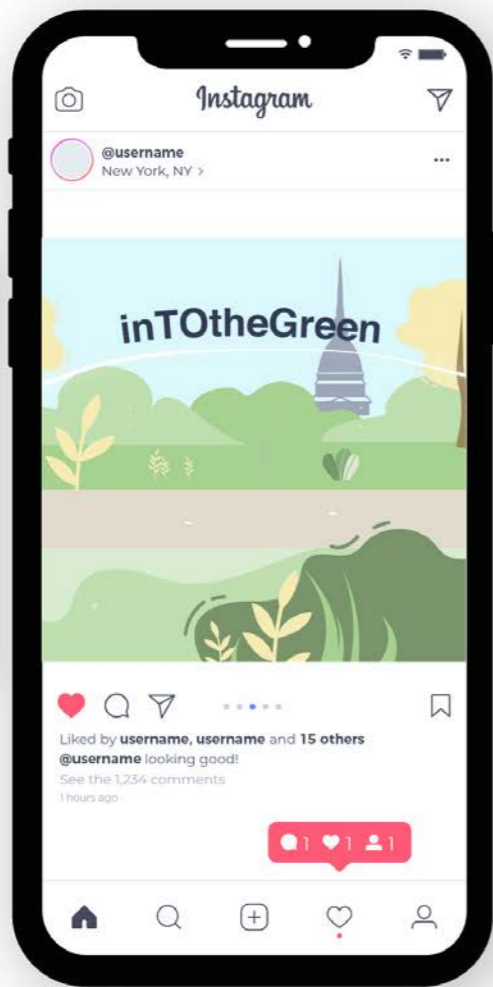 Instagram
@username
New York, NY >
...
inTOtheGreen
Liked by username, username and 15 others
@username looking good!
See the 1,234 comments
1 hours ago
1 1 1